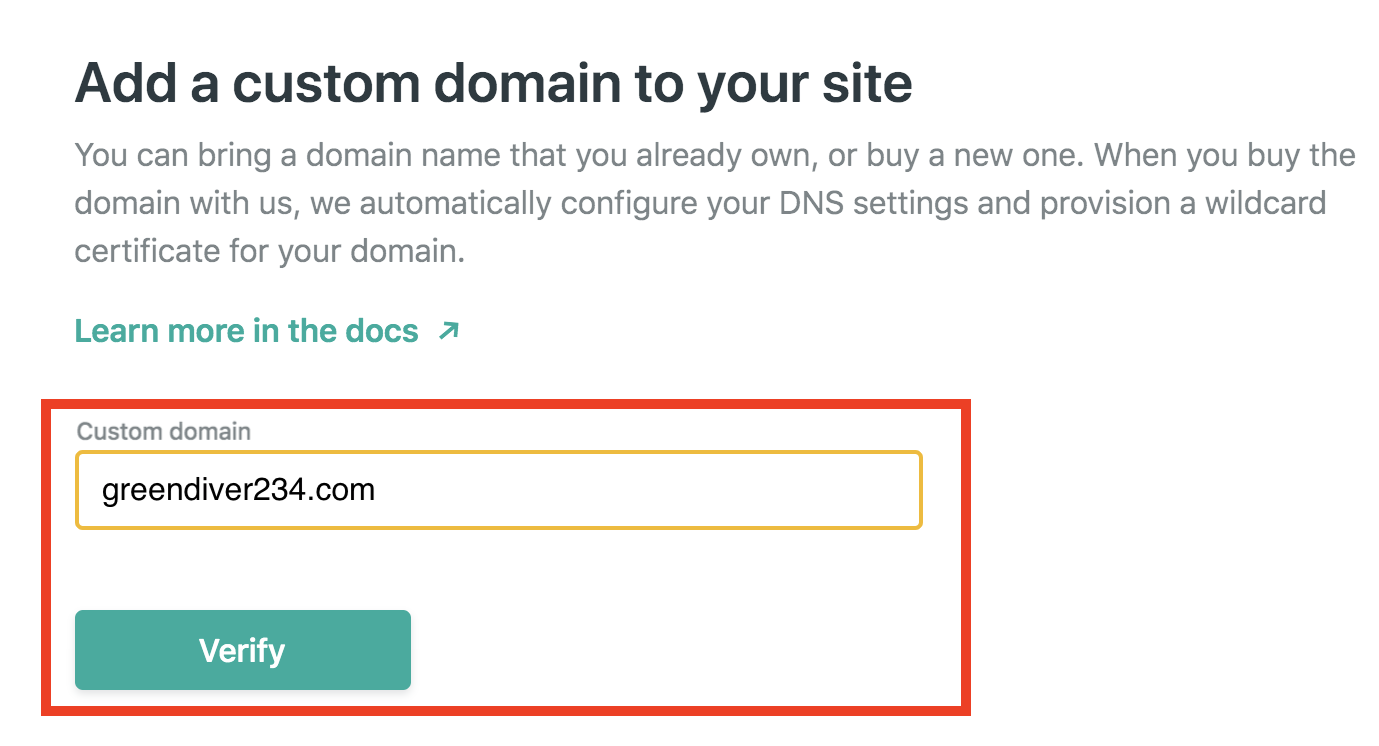 Add a custom domain to your site
You can bring a domain name that you already own, or buy a new one. When you buy the
domain with us, we automatically configure your DNS settings and provision a wildcard
certificate for your domain.
Learn more in the docs ↗
Custom domain
greendiver234.com
Verify